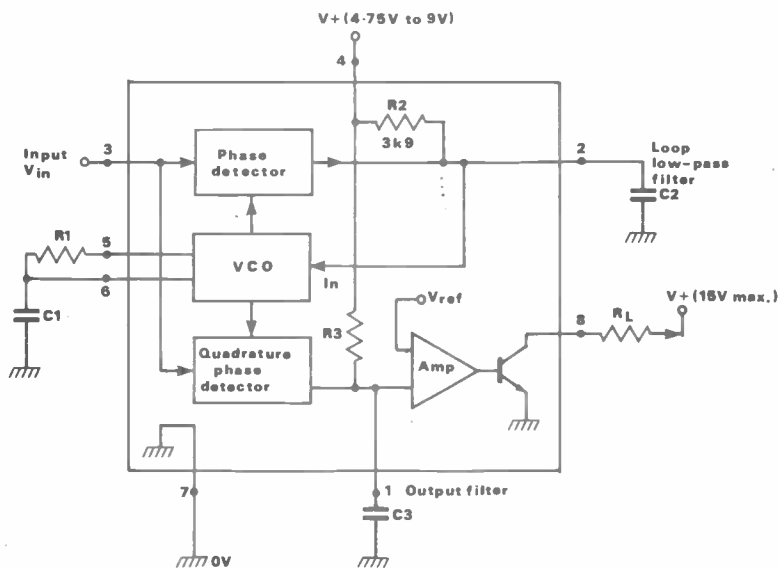 V+(4·75V to 9V)
4
R2
3k9
3
Input
Vin
Phase
detector
2
Loop
low-pass
filter
C2
R1
5
6
VCO
In
C1
Vref
V+(15V max.)
8
RL
R3
Amp
Quadrature
phase
detector
7
1 Output filter
C3
0V